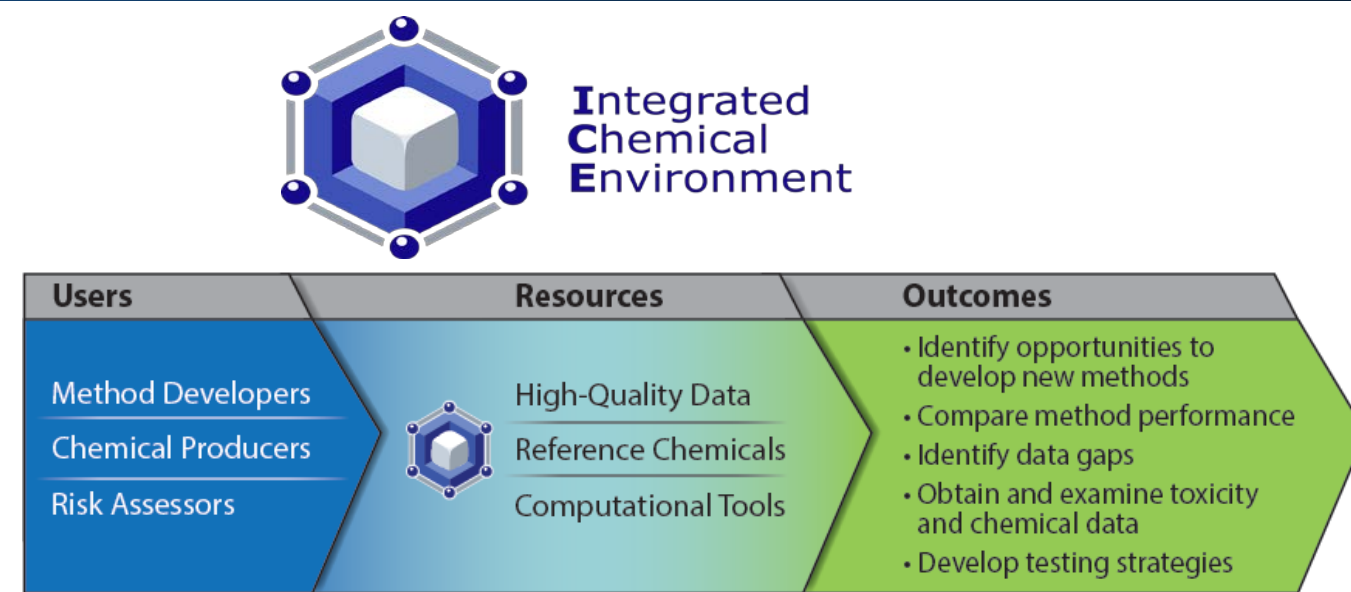 Integrated
Chemical
Environment
Users
Method Developers
Chemical Producers
Risk Assessors
Resources
High-Quality Data
Reference Chemicals
Computational Tools
Outcomes
• Identify opportunities to
develop new methods
• Compare method performance
• Identify data gaps
• Obtain and examine toxicity
and chemical data
• Develop testing strategies